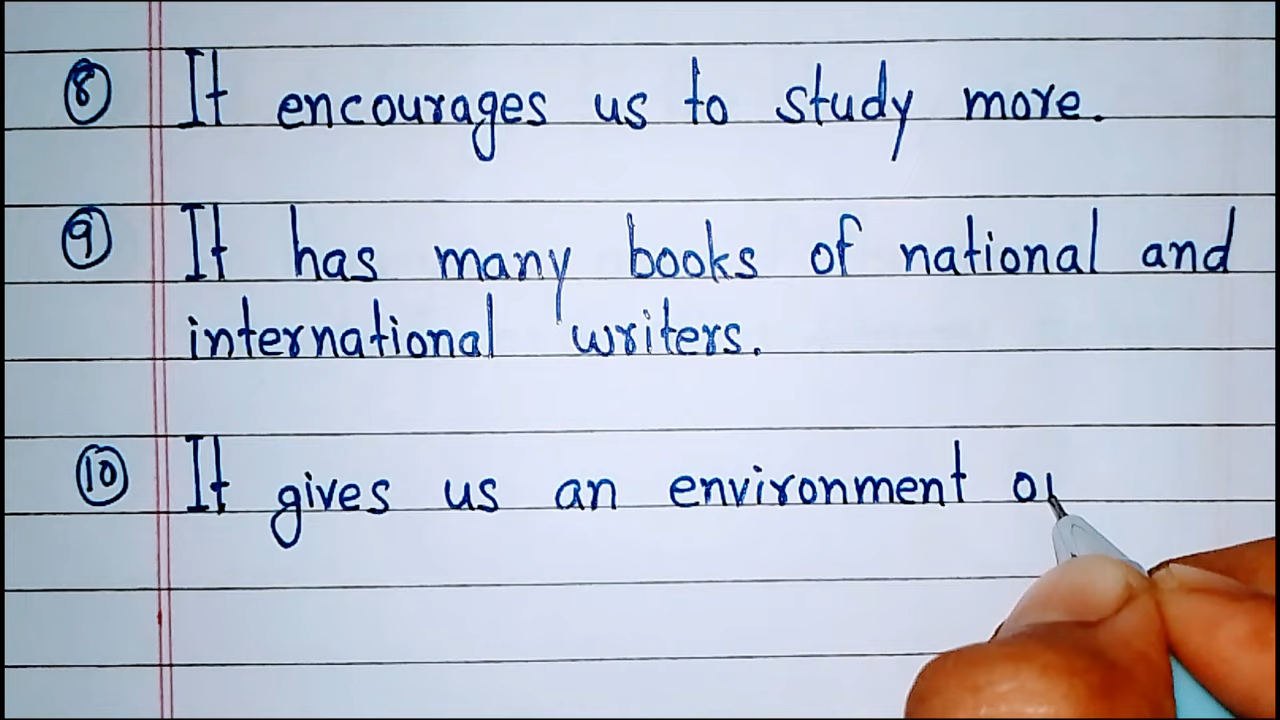 ⑧ It encourages us to study more.
⑨ It has many books of national and
international writers.
⑩ It gives us an environment